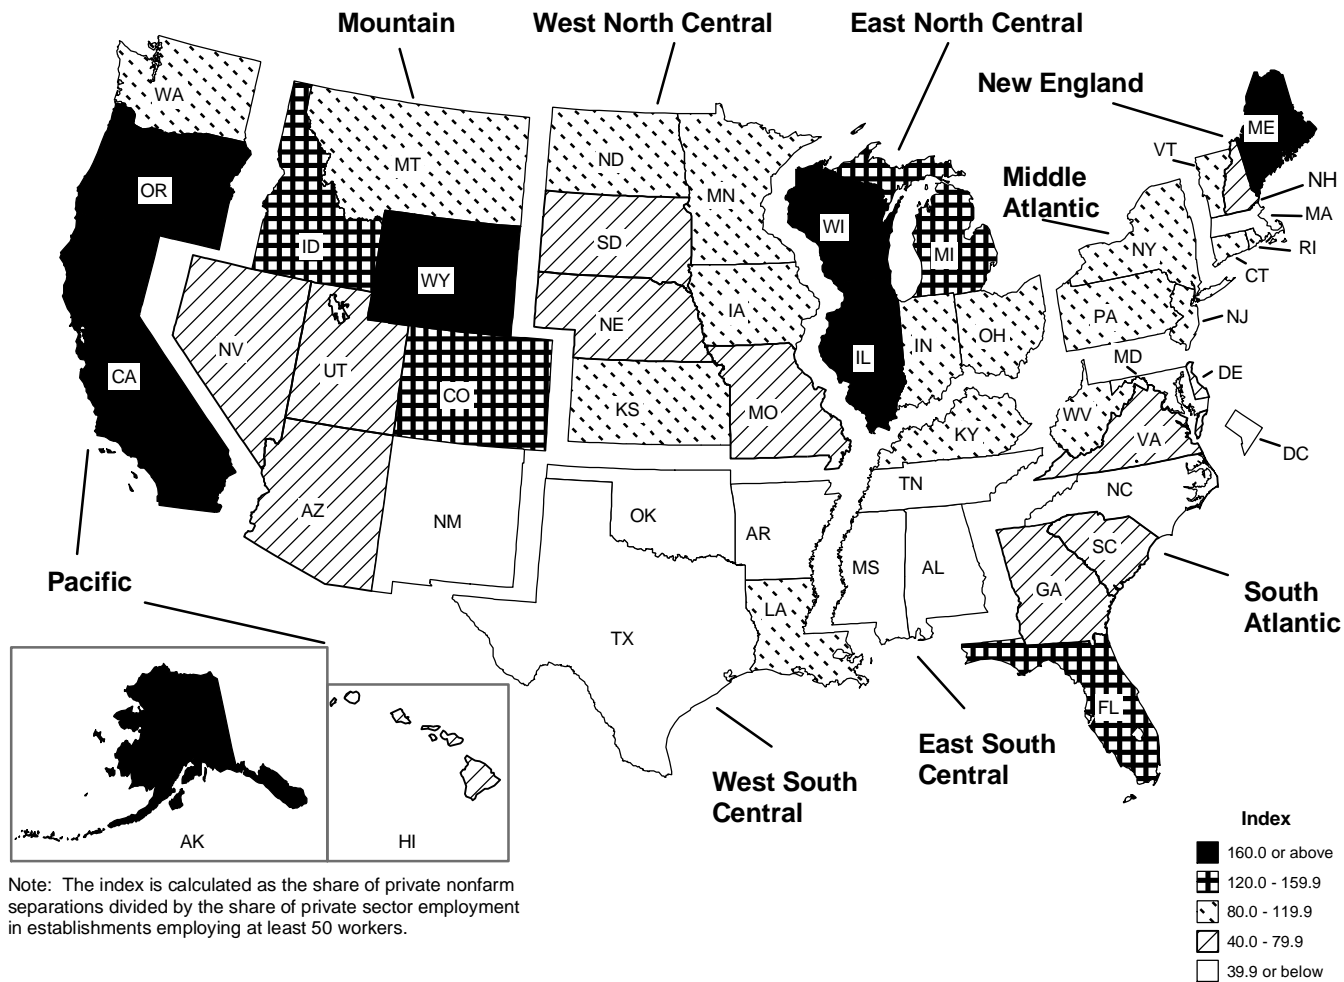 Mountain
West North Central
East North Central
New England
Middle
Atlantic
WA
OR
CA
MT
ID
WY
NV
UT
CO
AZ
NM
ND
SD
NE
KS
MN
IA
MO
WI
IL
MI
IN
OH
KY
TN
OK
AR
TX
LA
MS
AL
GA
FL
SC
NC
VA
WV
MD
DE
DC
PA
NJ
NY
CT
RI
MA
NH
VT
ME
Pacific
South
Atlantic
East South
Central
West South
Central
AK
HI
Note: The index is calculated as the share of private nonfarm
separations divided by the share of private sector employment
in establishments employing at least 50 workers.
Index
160.0 or above
120.0 - 159.9
80.0 - 119.9
40.0 - 79.9
39.9 or below